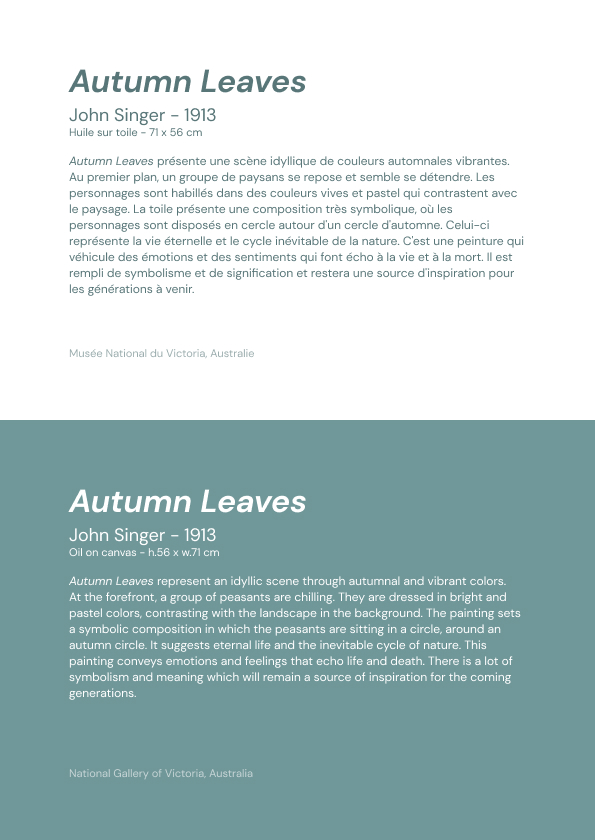 Autumn Leaves
John Singer - 1913
Huile sur toile - 71 x 56 cm
Autumn Leaves présente une scène idyllique de couleurs automnales vibrantes.
Au premier plan, un groupe de paysans se repose et semble se détendre. Les
personnages sont habillés dans des couleurs vives et pastel qui contrastent avec
le paysage. La toile présente une composition très symbolique, où les
personnages sont disposés en cercle autour d'un cercle d'automne. Celui-ci
représente la vie éternelle et le cycle inévitable de la nature. C'est une peinture qui
véhicule des émotions et des sentiments qui font écho à la vie et à la mort. Il est
rempli de symbolisme et de signification et restera une source d'inspiration pour
les générations à venir.
Musée National du Victoria, Australie
Autumn Leaves
John Singer - 1913
Oil on canvas - h.56 x w.71 cm
Autumn Leaves represent an idyllic scene through autumnal and vibrant colors.
At the forefront, a group of peasants are chilling. They are dressed in bright and
pastel colors, contrasting with the landscape in the background. The painting sets
a symbolic composition in which the peasants are sitting in a circle, around an
autumn circle. It suggests eternal life and the inevitable cycle of nature. This
painting conveys emotions and feelings that echo life and death. There is a lot of
symbolism and meaning which will remain a source of inspiration for the coming
generations.
National Gallery of Victoria, Australia